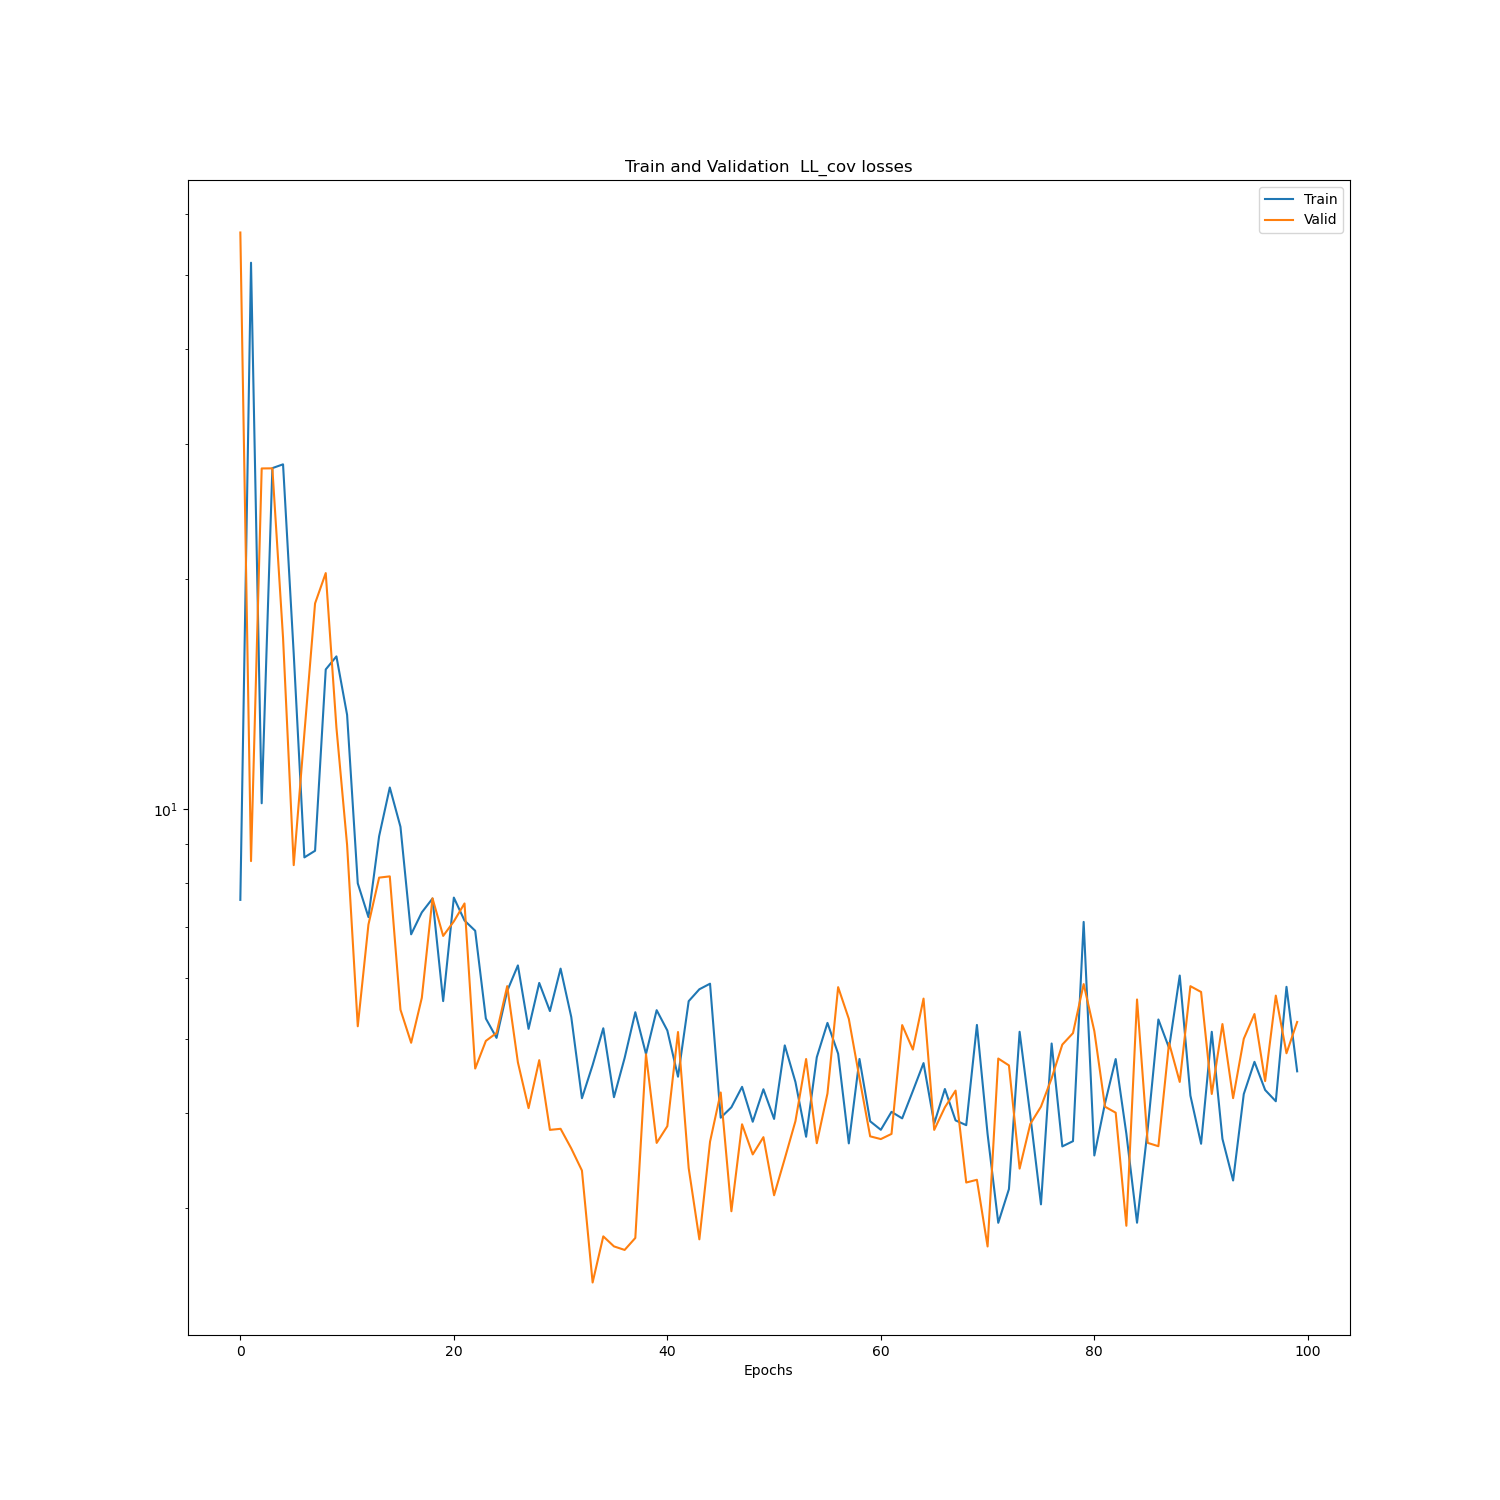 Train and Validation  LL_cov losses
Train
Valid
10¹
0 20 40 60 80 100
Epochs